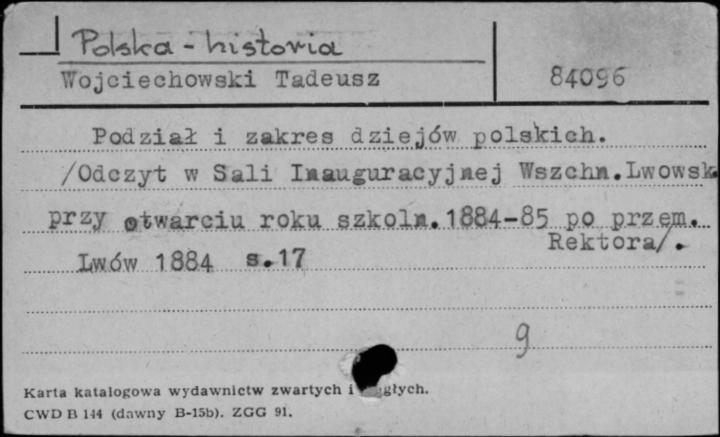 Polska - historia
Wojciechowski Tadeusz 84096
Podział i zakres dziejów polskich.
/Odczyt w Sali Inauguracyjnej Wszchn.Lwowsk.
przy otwarciu roku szkoln.1884-85 po przem.
Rektora/.
Lwów 1884 s.17
9
Karta katalogowa wydawnictw zwartych i
CWD B 144 (dawny B-15b). ZGG 91.